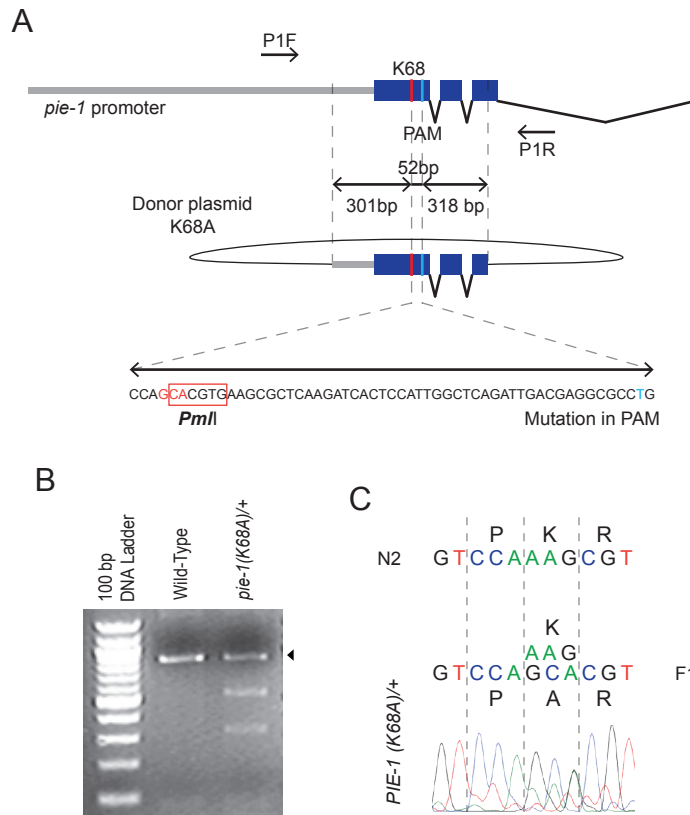 A
P1F
K68
pie-1 promoter
PAM
P1R
52bp
301bp
318 bp
Donor plasmid
K68A
CCAGCACGTGAAGCGCTCAAGATCACTCCATTGGCTCAGATTGACGAGGCGCCTG
PmlI
Mutation in PAM
B
100 bp
DNA Ladder
Wild-Type
pie-1(K68A)/+
C
P K R
N2
GTCCAAAGCGT
K
AAG
GTCCAGCACGT
F1
P A R
PIE-1 (K68A)/+